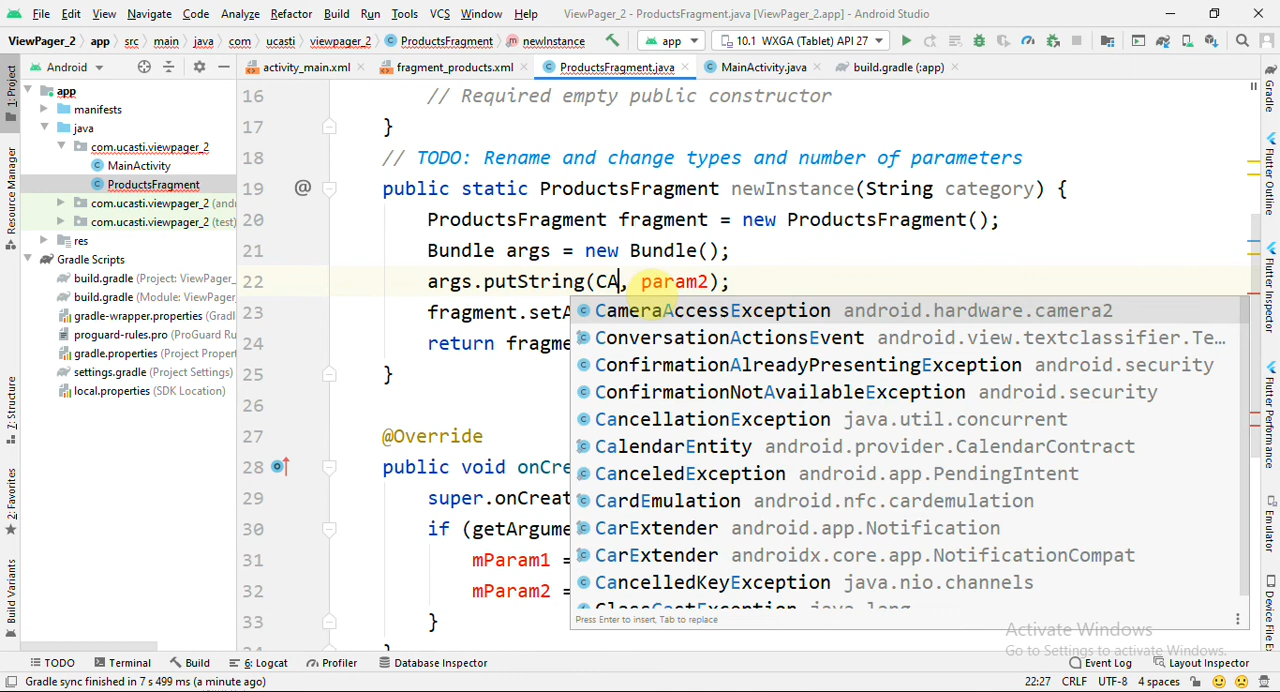 File Edit View Navigate Code Analyze Refactor Build Run Tools VCS Window Help ViewPager_2 - ProductsFragment.java [ViewPager_2.app] - Android Studio
ViewPager_2 app src main java com ucasti viewpager_2 ProductsFragment newInstance app 10.1 WXGA (Tablet) API 27
Android activity_main.xml fragment_products.xml ProductsFragment.java MainActivity.java build.gradle (:app)
1: Project
Resource Manager
Z: Structure
2: Favorites
Build Variants
app
manifests
java
com.ucasti.viewpager_2
MainActivity
ProductsFragment
com.ucasti.viewpager_2 (andr
com.ucasti.viewpager_2 (test)
res
Gradle Scripts
build.gradle (Project: ViewPager_
build.gradle (Module: ViewPager
gradle-wrapper.properties (Gradl
proguard-rules.pro (ProGuard Ru
gradle.properties (Project Propert
settings.gradle (Project Settings)
local.properties (SDK Location)
16 // Required empty public constructor
17 }
18 // TODO: Rename and change types and number of parameters
19 @ public static ProductsFragment newInstance(String category) {
20 ProductsFragment fragment = new ProductsFragment();
21 Bundle args = new Bundle();
22 args.putString(CA, param2);
23 fragment.setA
24 return fragme
25 }
26
27 @Override
28 public void onCre
29 super.onCreat
30 if (getArgume
31 mParam1 =
32 mParam2 =
33 }
CameraAccessException android.hardware.camera2
ConversationActionsEvent android.view.textclassifier.Te...
ConfirmationAlreadyPresentingException android.security
ConfirmationNotAvailableException android.security
CancellationException java.util.concurrent
CalendarEntity android.provider.CalendarContract
CanceledException android.app.PendingIntent
CardEmulation android.nfc.cardemulation
CarExtender android.app.Notification
CarExtender androidx.core.app.NotificationCompat
CancelledKeyException java.nio.channels
ClassCastException java.lang
Press Enter to insert, Tab to replace
Gradle
Flutter Outline
Flutter Inspector
Flutter Performance
Emulator
Device File E
Activate Windows
Go to Settings to activate Windows.
TODO Terminal Build 6: Logcat Profiler Database Inspector Event Log Layout Inspector
Gradle sync finished in 7 s 499 ms (a minute ago) 22:27 CRLF UTF-8 4 spaces